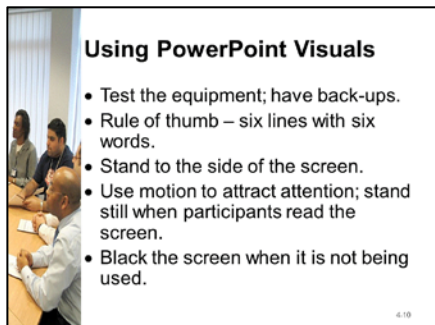 Using PowerPoint Visuals
• Test the equipment; have back-ups.
• Rule of thumb – six lines with six
words.
• Stand to the side of the screen.
• Use motion to attract attention; stand
still when participants read the
screen.
• Black the screen when it is not being
used.
4-10